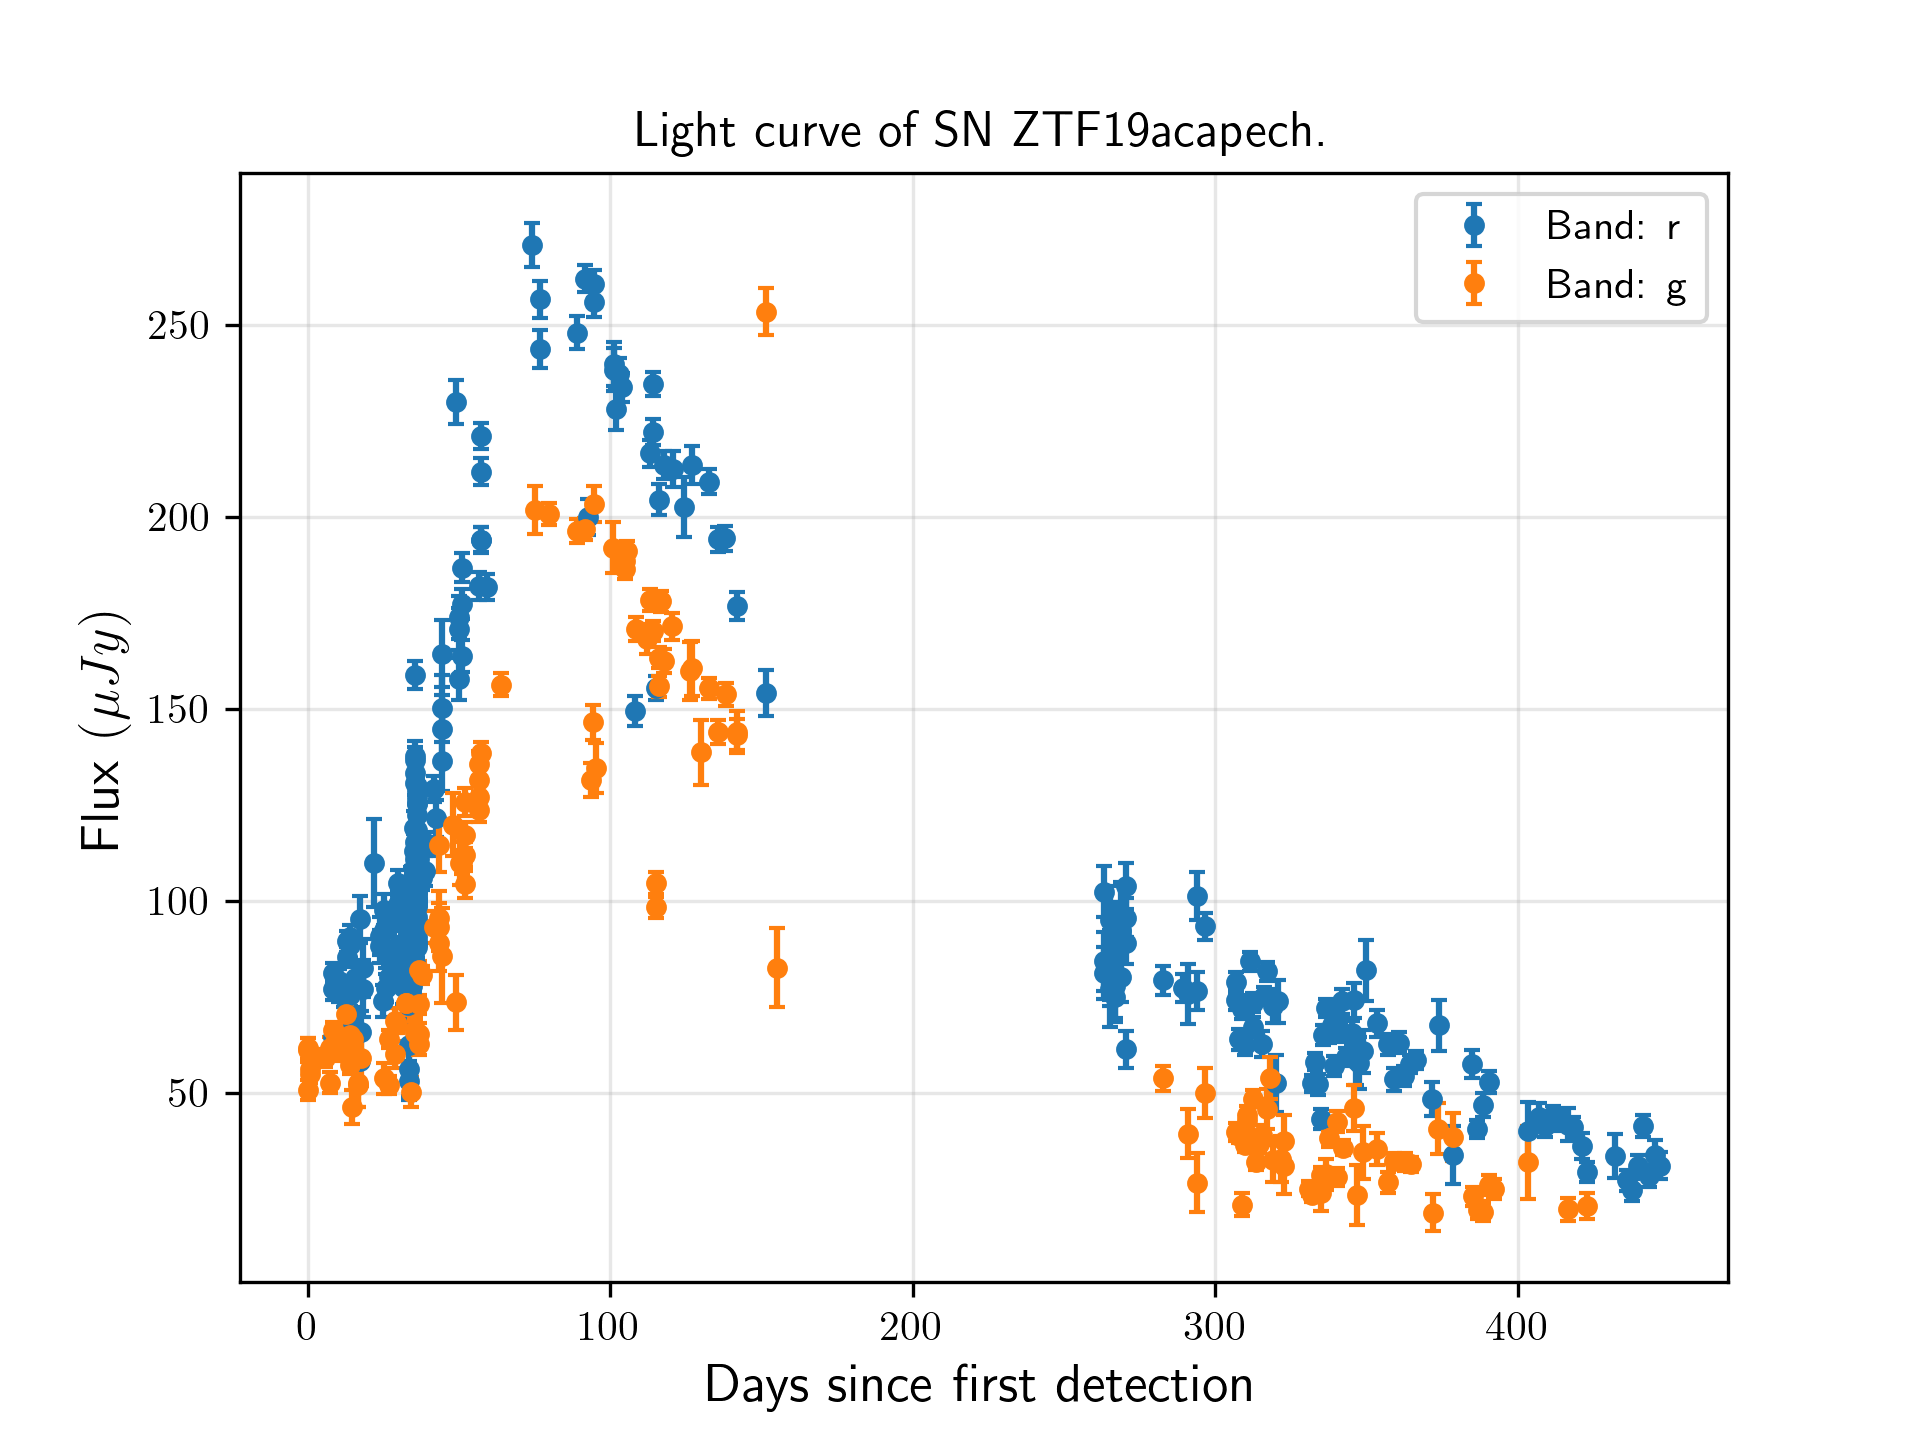 Light curve of SN ZTF19acapech.
Band: r
Band: g
250
200
150
100
50
Flux (μJy)
0 100 200 300 400
Days since first detection